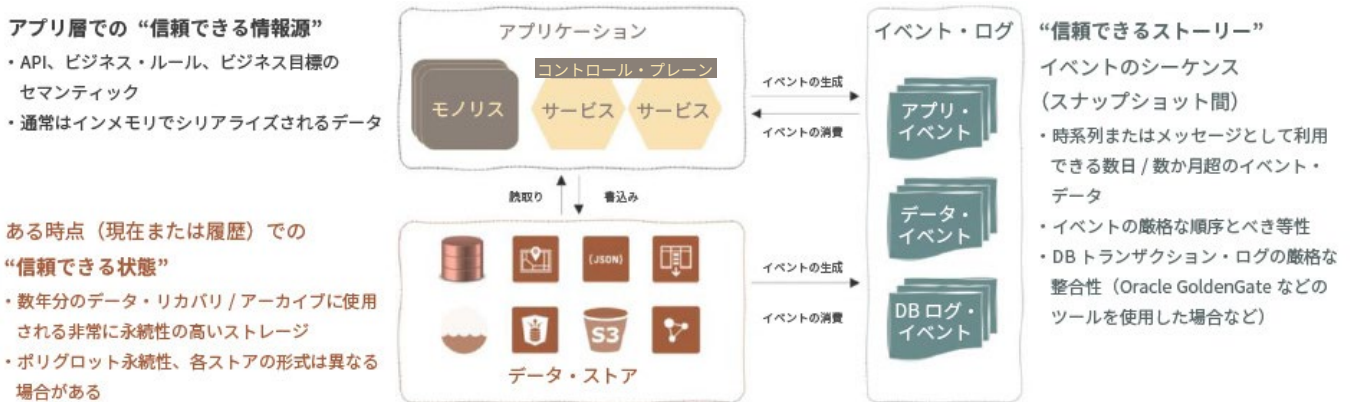 アプリ層での “信頼できる情報源”
・API、ビジネス・ルール、ビジネス目標の
セマンティック
・通常はインメモリでシリアライズされるデータ
ある時点（現在または履歴）での
“信頼できる状態”
・数年分のデータ・リカバリ / アーカイブに使用
される非常に永続性の高いストレージ
・ポリグロット永続性、各ストアの形式は異なる
場合がある
アプリケーション
コントロール・プレーン
モノリス
サービス
サービス
読取り
書込み
{JSON}
S3
データ・ストア
イベントの生成
イベントの消費
イベントの生成
イベントの消費
イベント・ログ
アプリ・
イベント
データ・
イベント
DB ログ・
イベント
“信頼できるストーリー”
イベントのシーケンス
（スナップショット間）
・時系列またはメッセージとして利用
できる数日 / 数か月超のイベント・
データ
・イベントの厳格な順序とべき等性
・DB トランザクション・ログの厳格な
整合性（Oracle GoldenGate などの
ツールを使用した場合など）